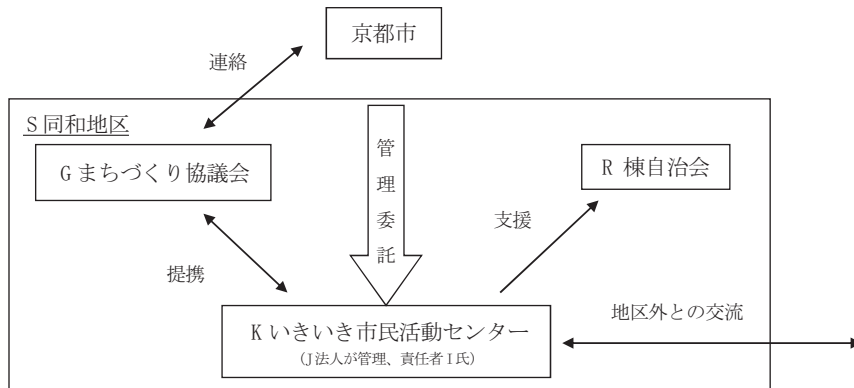 京都市
連絡
S同和地区
Gまちづくり協議会
管理委託
R棟自治会
支援
提携
地区外との交流
Kいきいき市民活動センター
(J法人が管理、責任者I氏)